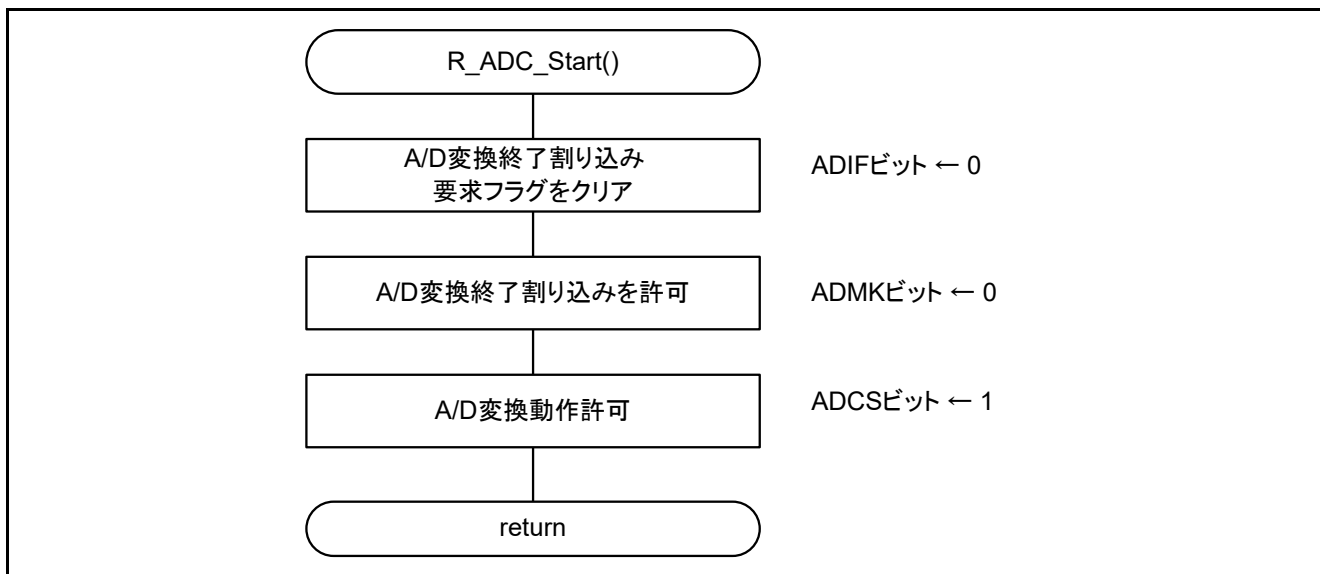 R_ADC_Start()
A/D変換終了割り込み
要求フラグをクリア
ADIFビット ← 0
A/D変換終了割り込みを許可
ADMKビット ← 0
A/D変換動作許可
ADCSビット ← 1
return